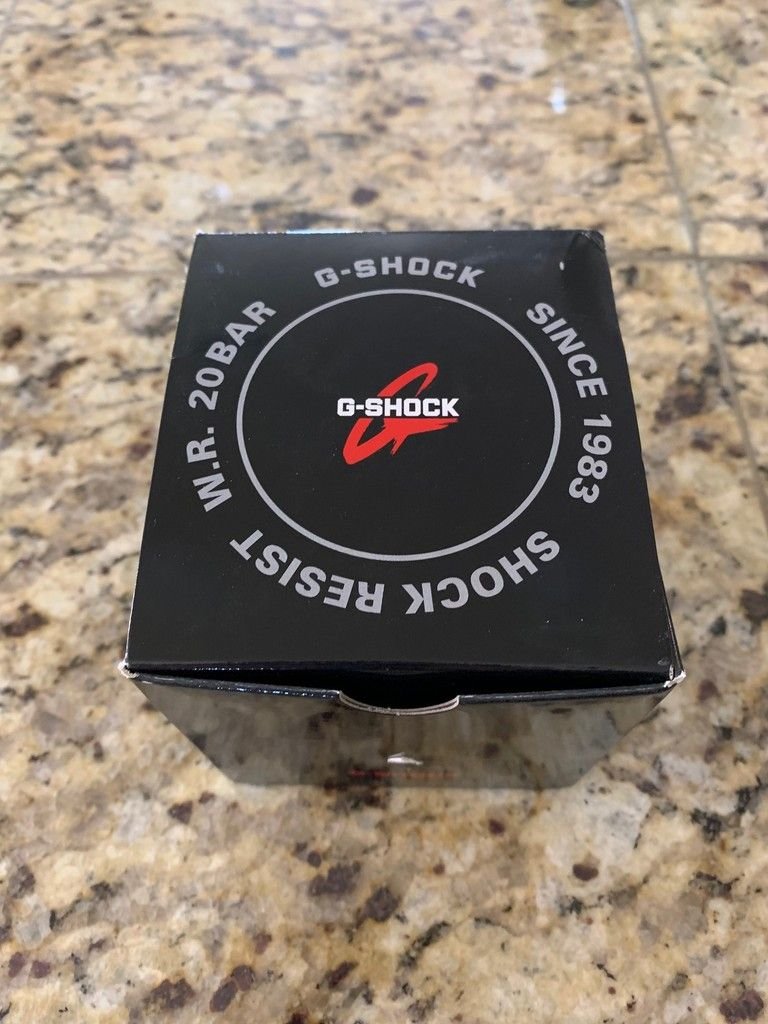 G-SHOCK
SINCE 1983
SHOCK RESIST
W.R. 20BAR
G-SHOCK